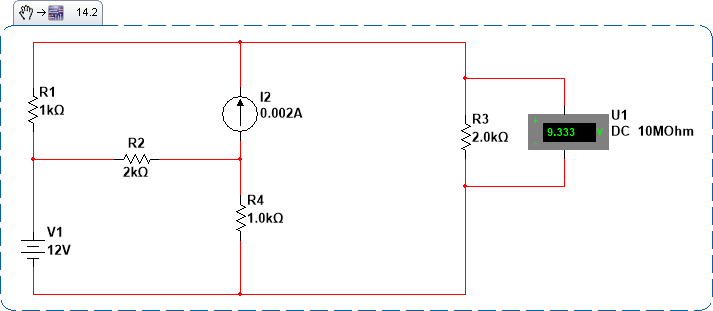 14.2
R1
1kΩ
I2
0.002A
R2
2kΩ
R3
2.0kΩ
+
9.333 V
U1
DC 10MOhm
R4
1.0kΩ
V1
12V